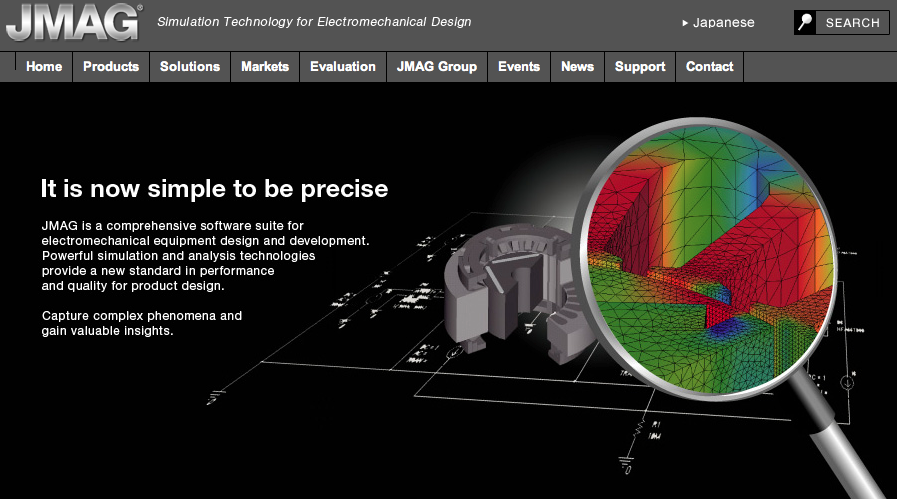 JMAG®
Simulation Technology for Electromechanical Design
Japanese
SEARCH
Home Products Solutions Markets Evaluation JMAG Group Events News Support Contact
It is now simple to be precise
JMAG is a comprehensive software suite for
electromechanical equipment design and development.
Powerful simulation and analysis technologies
provide a new standard in performance
and quality for product design.
Capture complex phenomena and
gain valuable insights.
R1
0